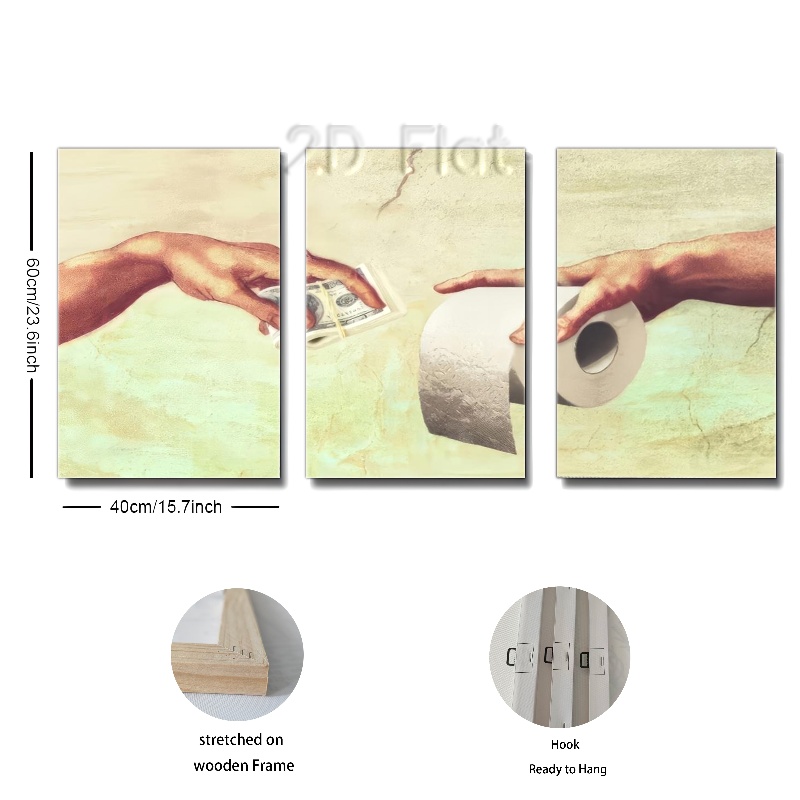 2D Flat
60cm/23.6inch
40cm/15.7inch
stretched on
wooden Frame
Hook
Ready to Hang